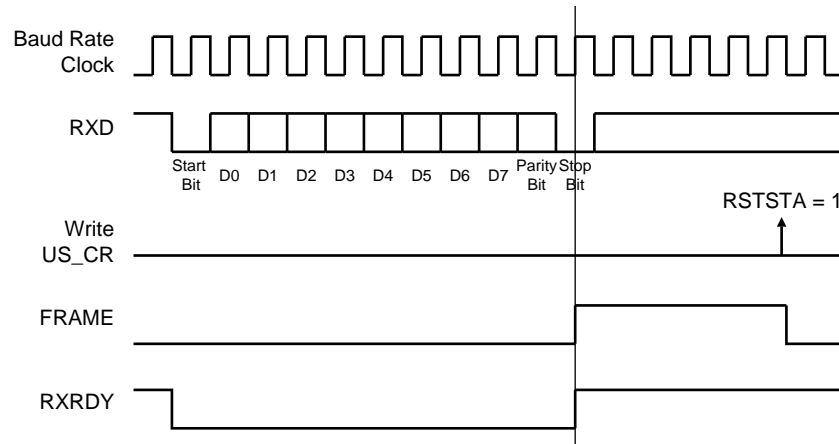 Baud Rate
Clock
RXD
Start
Bit
D0
D1
D2
D3
D4
D5
D6
D7
Parity
Bit
Stop
Bit
RSTSTA = 1
Write
US_CR
FRAME
RXRDY